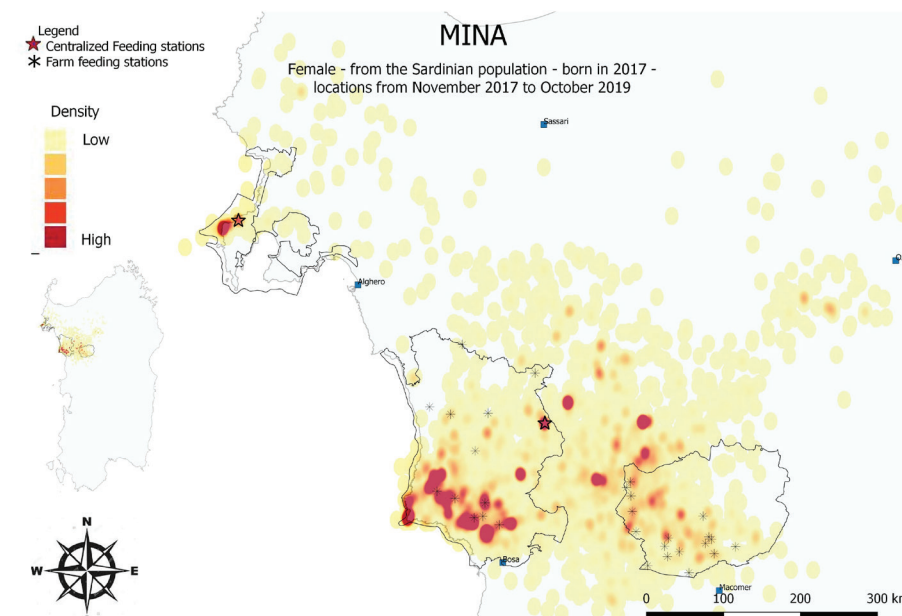 Legend
Centralized Feeding stations
Farm feeding stations
Density
Low
High
MINA
Female - from the Sardinian population - born in 2017 -
locations from November 2017 to October 2019
Sassari
O
Alghero
Bosa
Macomer
0 100 200 300 km
N
W E
S